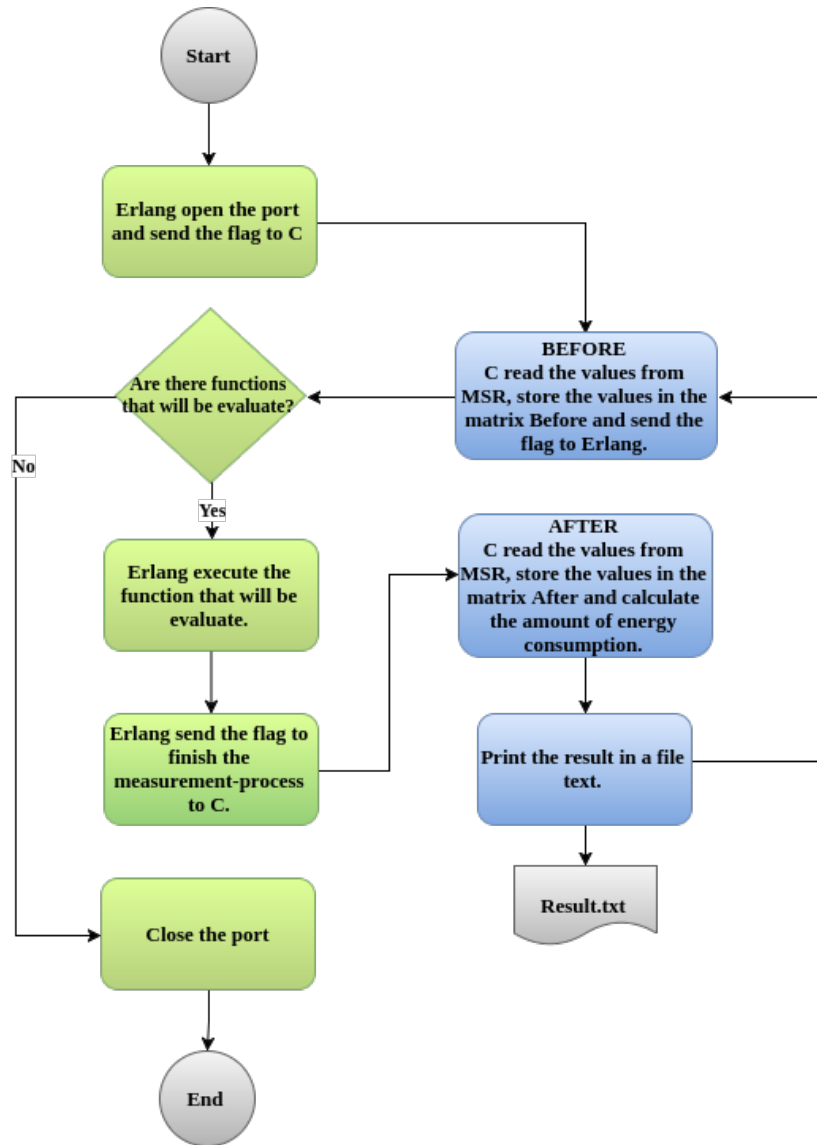 Start
Erlang open the port
and send the flag to C
BEFORE
C read the values from
MSR, store the values in the
matrix Before and send the
flag to Erlang.
Are there functions
that will be evaluate?
No
Yes
Erlang execute the
function that will be
evaluate.
AFTER
C read the values from
MSR, store the values in the
matrix After and calculate
the amount of energy
consumption.
Erlang send the flag to
finish the
measurement-process
to C.
Print the result in a file
text.
Result.txt
Close the port
End